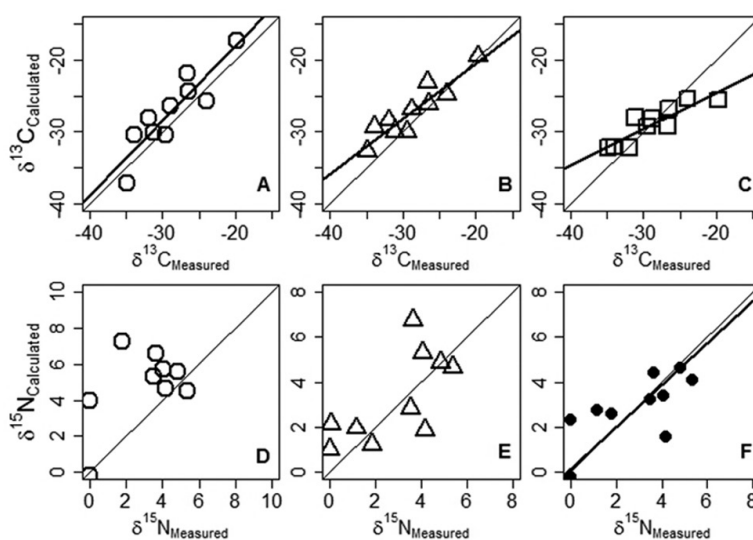 δ13CCalculated
-20
-30
-40
A
-40 -30 -20
δ13CMeasured
-20
-30
-40
B
-40 -30 -20
δ13CMeasured
-20
-30
-40
C
-40 -30 -20
δ13CMeasured
δ15NCalculated
10
8
6
4
2
0
D
0 2 4 6 8 10
δ15NMeasured
8
6
4
2
0
E
0 2 4 6 8
δ15NMeasured
8
6
4
2
0
F
0 2 4 6 8
δ15NMeasured